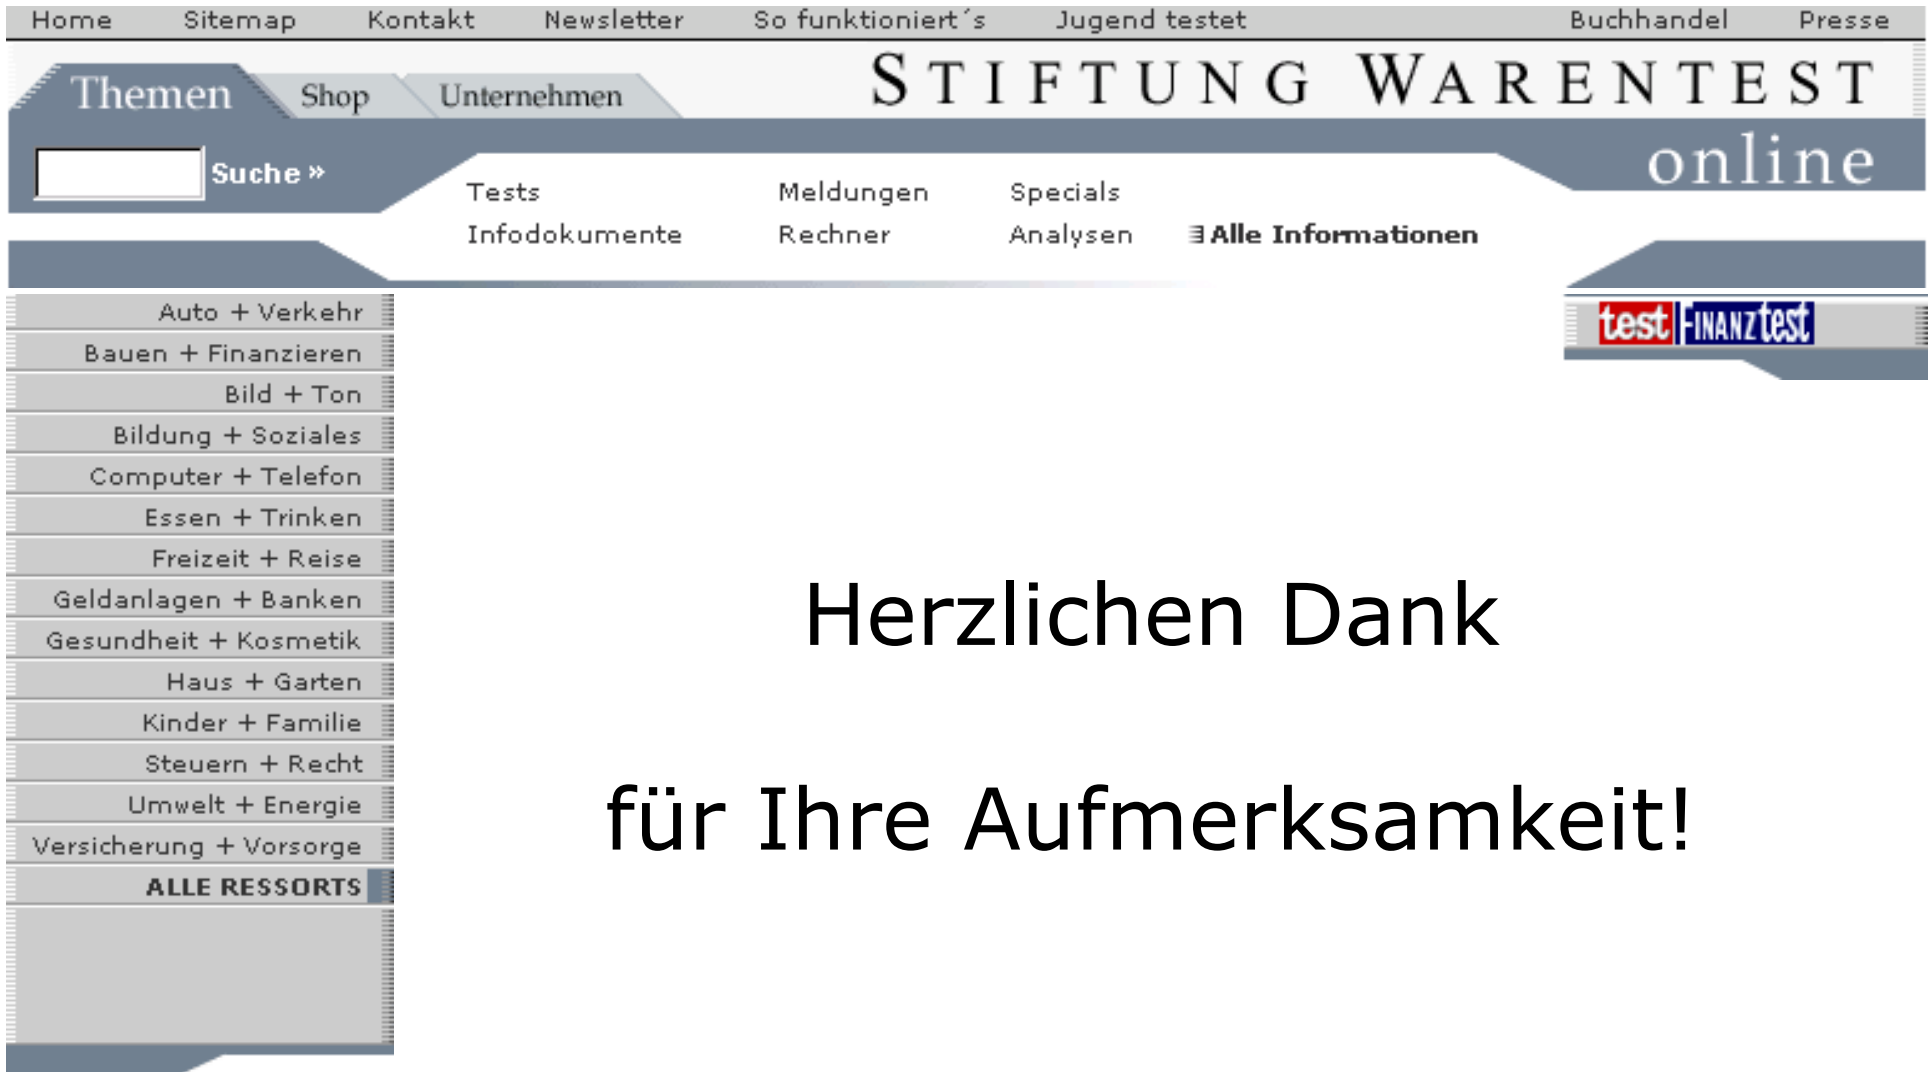 Home Sitemap Kontakt Newsletter So funktioniert´s Jugend testet Buchhandel Presse
Themen Shop Unternehmen STIFTUNG WARENTEST
online
Suche »
Tests Meldungen Specials
Infodokumente Rechner Analysen Alle Informationen
test FINANZtest
Auto + Verkehr
Bauen + Finanzieren
Bild + Ton
Bildung + Soziales
Computer + Telefon
Essen + Trinken
Freizeit + Reise
Geldanlagen + Banken
Gesundheit + Kosmetik
Haus + Garten
Kinder + Familie
Steuern + Recht
Umwelt + Energie
Versicherung + Vorsorge
ALLE RESSORTS
Herzlichen Dank
für Ihre Aufmerksamkeit!